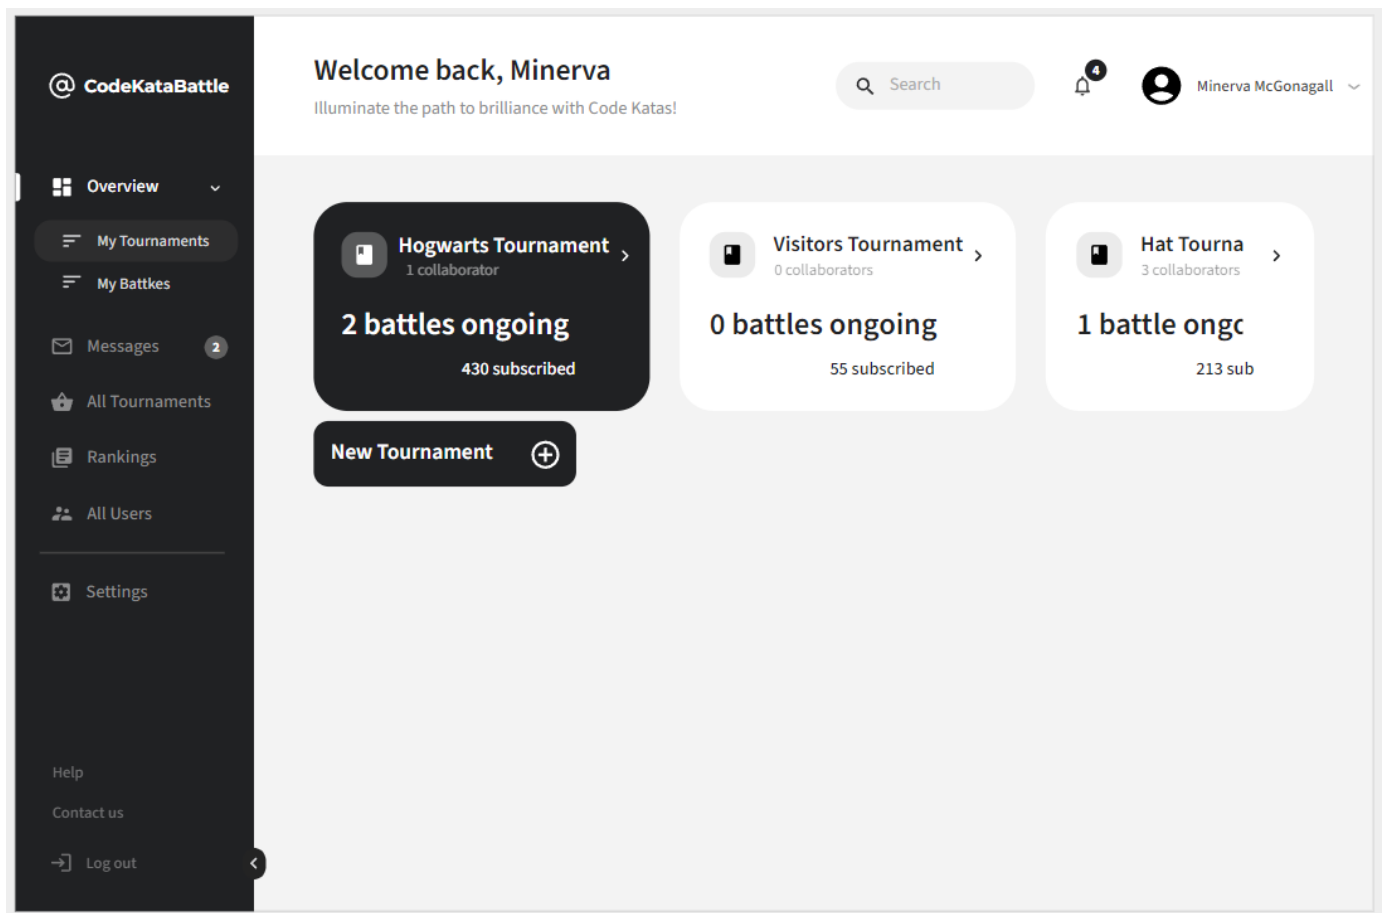 @ CodeKataBattle
Overview
My Tournaments
My Battkes
Messages 2
All Tournaments
Rankings
All Users
Settings
Help
Contact us
Log out
Welcome back, Minerva
Illuminate the path to brilliance with Code Katas!
Search
4
Minerva McGonagall
Hogwarts Tournament
1 collaborator
2 battles ongoing
430 subscribed
Visitors Tournament
0 collaborators
0 battles ongoing
55 subscribed
Hat Tourna
3 collaborators
1 battle ongc
213 sub
New Tournament